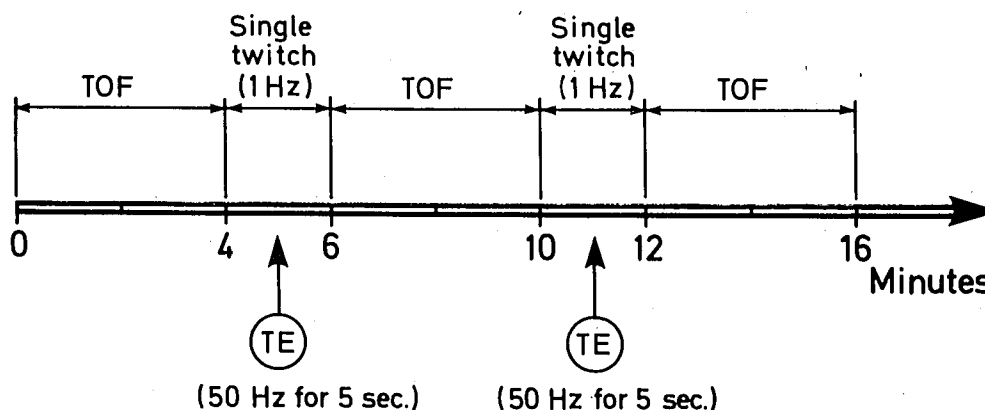 Single
twitch
(1 Hz)
Single
twitch
(1 Hz)
TOF
TOF
TOF
0
4
6
10
12
16
Minutes
TE
TE
(50 Hz for 5 sec.)
(50 Hz for 5 sec.)